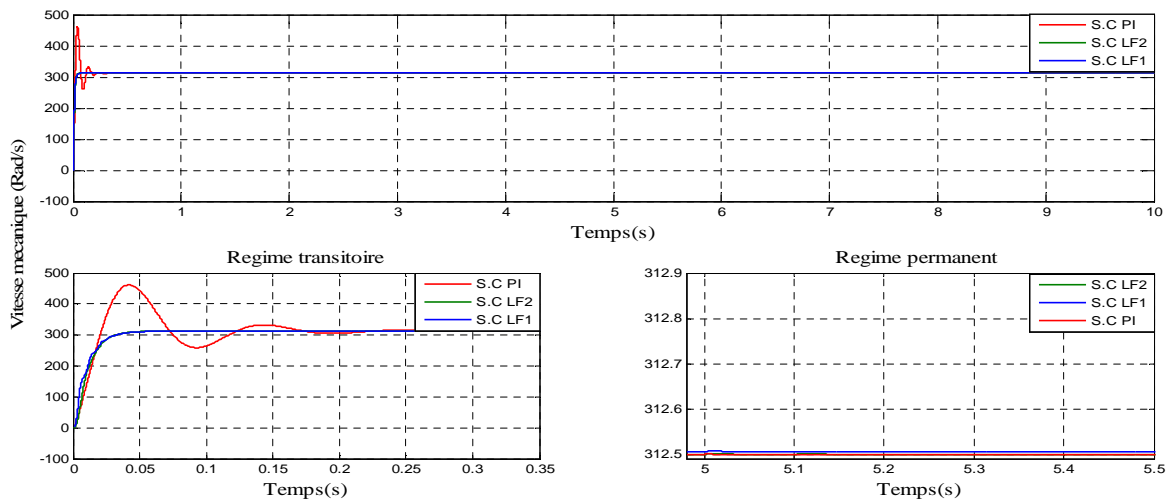 Vitesse mecanique (Rad/s)
500
400
300
200
100
0
-100
0
1
2
3
4
5
6
7
8
9
10
Temps(s)
S.C PI
S.C LF2
S.C LF1
Regime transitoire
500
400
300
200
100
0
-100
0
0.05
0.1
0.15
0.2
0.25
0.3
0.35
Temps(s)
S.C PI
S.C LF2
S.C LF1
Regime permanent
312.9
312.8
312.7
312.6
312.5
5
5.1
5.2
5.3
5.4
5.5
Temps(s)
S.C LF2
S.C LF1
S.C PI